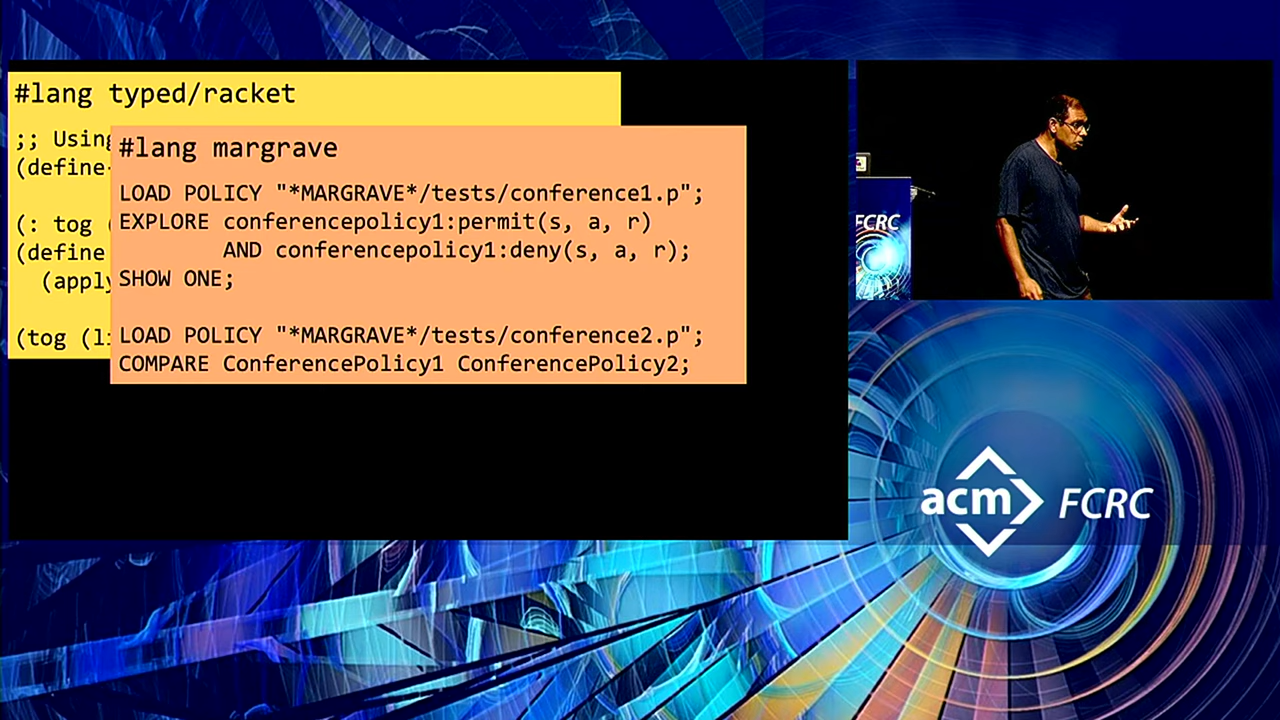 #lang typed/racket
;; Using
(define-
(: tog
(define
(apply
(tog (li
#lang margrave
LOAD POLICY "*MARGRAVE*/tests/conference1.p";
EXPLORE conferencepolicy1:permit(s, a, r)
AND conferencepolicy1:deny(s, a, r);
SHOW ONE;
LOAD POLICY "*MARGRAVE*/tests/conference2.p";
COMPARE ConferencePolicy1 ConferencePolicy2;
FCRC
acm FCRC